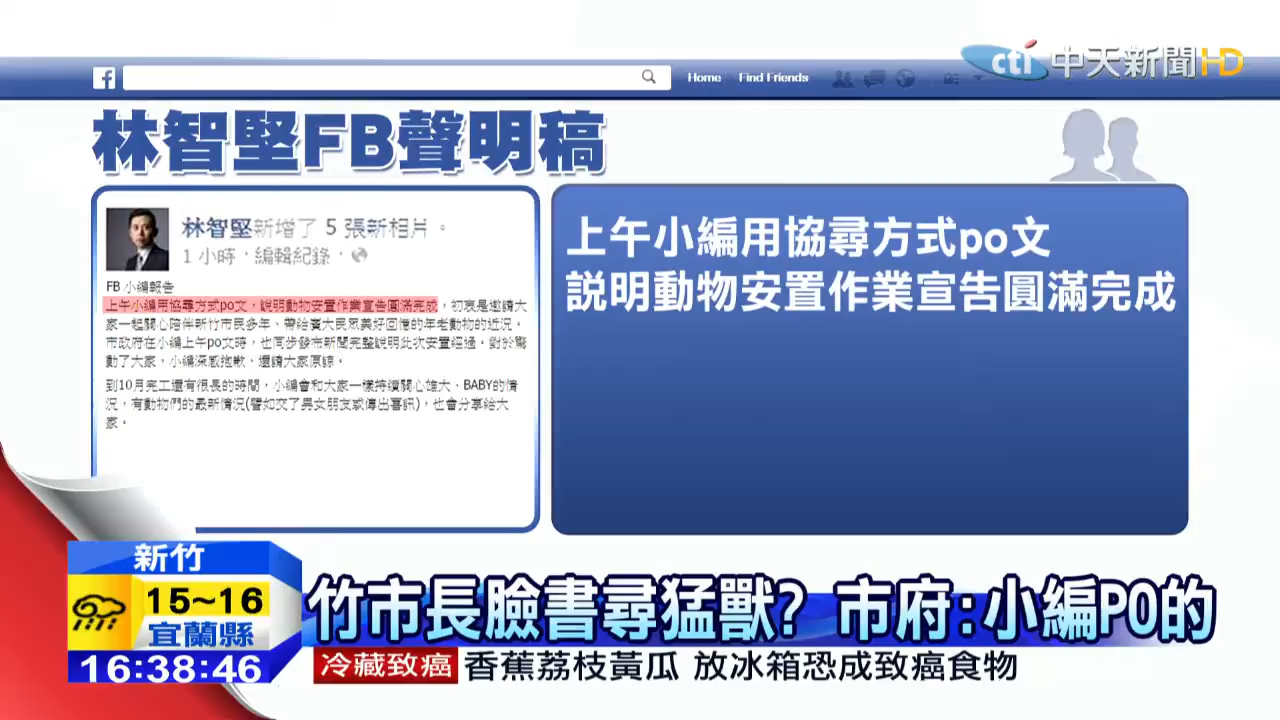 cti 中天新聞HD
Home Find Friends
林智堅FB聲明稿
林智堅新增了 5 張新相片。
1 小時．編輯紀錄．
FB 小編報告
上午小編用協尋方式po文，說明動物安置作業宣告圓滿完成，初衷是邀請大
家一起關心陪伴新竹市民多年、帶給廣大民眾美好回憶的年老動物的近況。
市政府在小編上午po文時，也同步發布新聞完整說明此次安置經過。對於驚
動了大家，小編深感抱歉，還請大家原諒。
到10月完工還有很長的時間，小編會和大家一樣持續關心雄大、BABY的情
況，有動物們的最新情況(譬如交了男女朋友或傳出喜訊)，也會分享給大
家。
上午小編用協尋方式po文
説明動物安置作業宣告圓滿完成
新竹
15~16
宜蘭縣
16:38:46
竹市長臉書尋猛獸? 市府:小編PO的
冷藏致癌 香蕉荔枝黃瓜 放冰箱恐成致癌食物